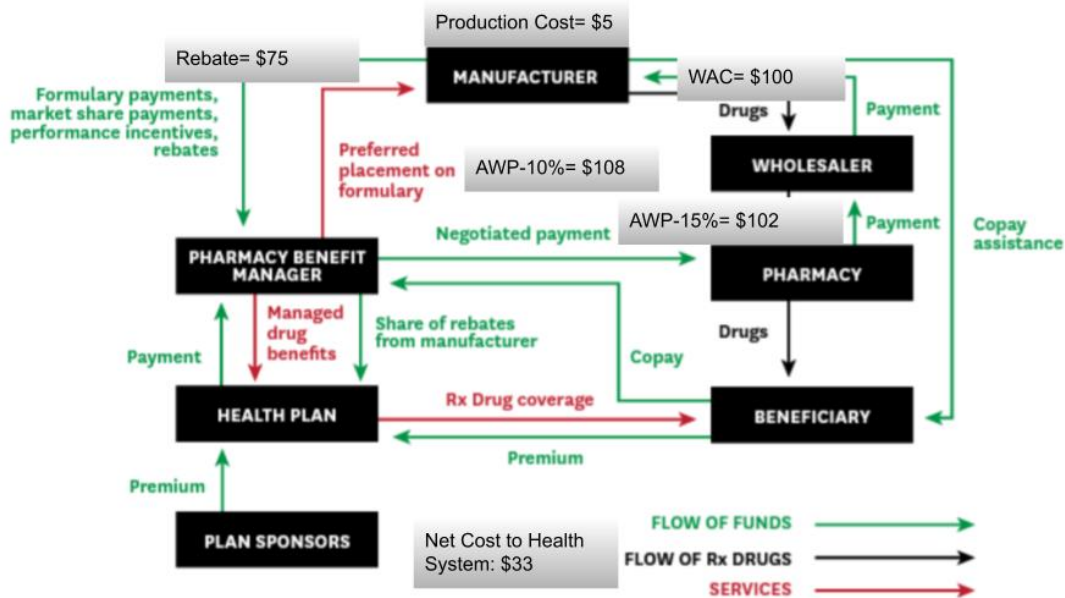 Production Cost= $5
Rebate= $75
MANUFACTURER
WAC= $100
Formulary payments,
market share payments,
performance incentives,
rebates
Drugs
Payment
Preferred
placement on
formulary
AWP-10%= $108
WHOLESALER
AWP-15%= $102
Payment
Copay
assistance
Negotiated payment
PHARMACY BENEFIT
MANAGER
PHARMACY
Managed
drug
benefits
Share of rebates
from manufacturer
Drugs
Payment
Copay
HEALTH PLAN
Rx Drug coverage
BENEFICIARY
Premium
Premium
PLAN SPONSORS
Net Cost to Health
System: $33
FLOW OF FUNDS
FLOW OF Rx DRUGS
SERVICES